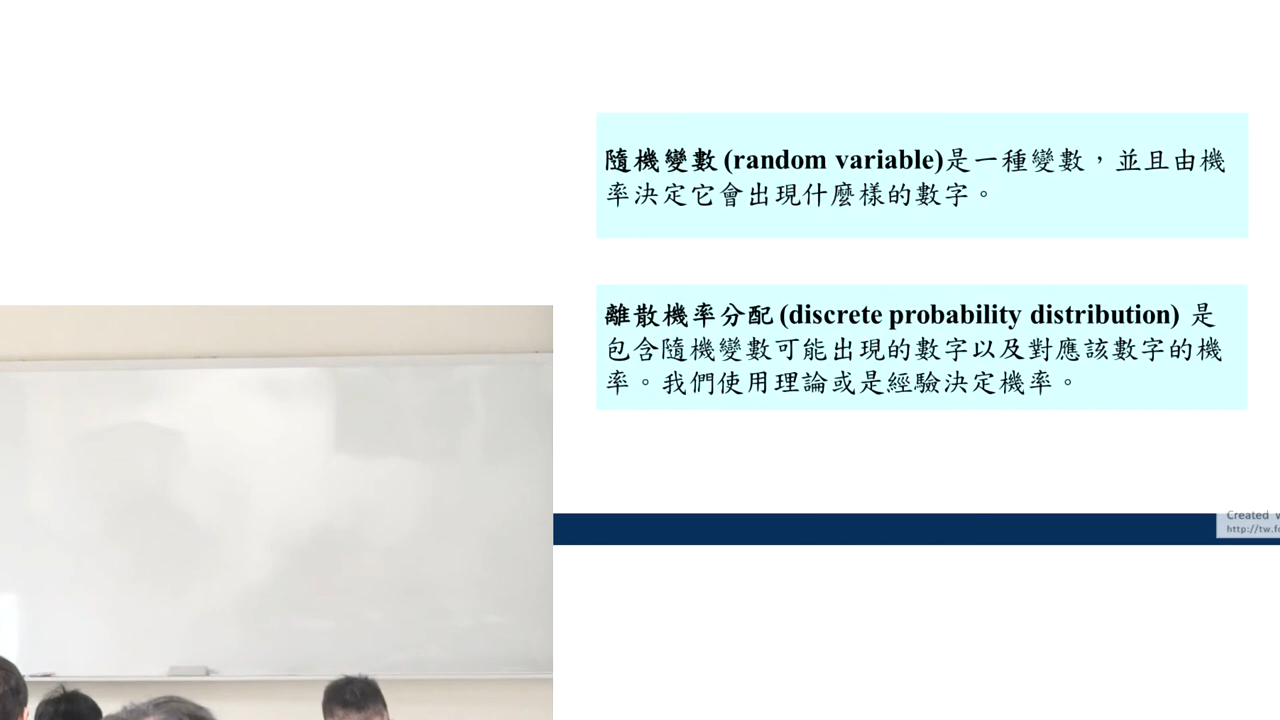 隨機變數 (random variable)是一種變數，並且由機
率決定它會出現什麼樣的數字。
離散機率分配 (discrete probability distribution) 是
包含隨機變數可能出現的數字以及對應該數字的機
率。我們使用理論或是經驗決定機率。
Created
http://tw.fo